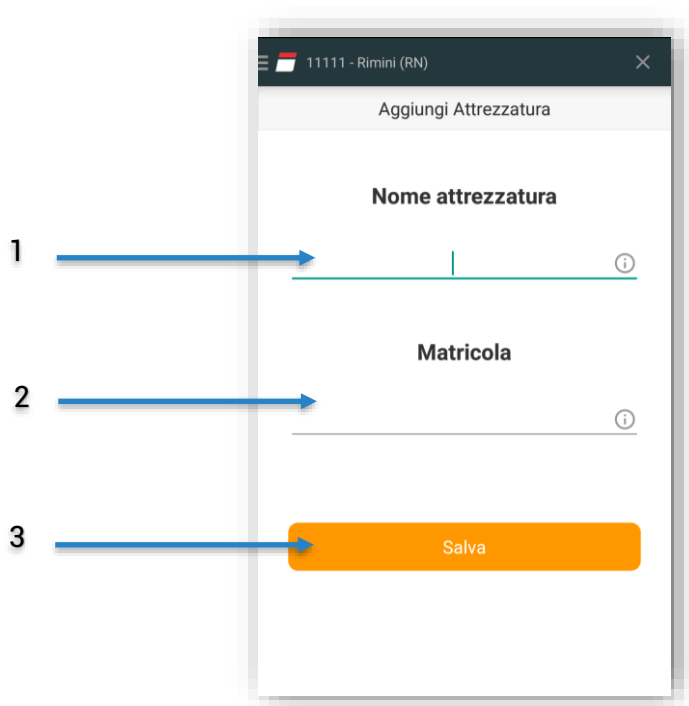 11111 - Rimini (RN)
Aggiungi Attrezzatura
Nome attrezzatura
1
Matricola
2
3
Salva